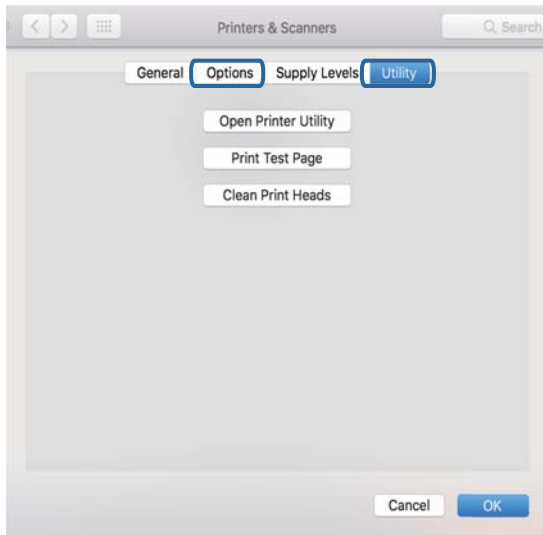 Printers & Scanners Search
General Options Supply Levels Utility
Open Printer Utility
Print Test Page
Clean Print Heads
Cancel OK